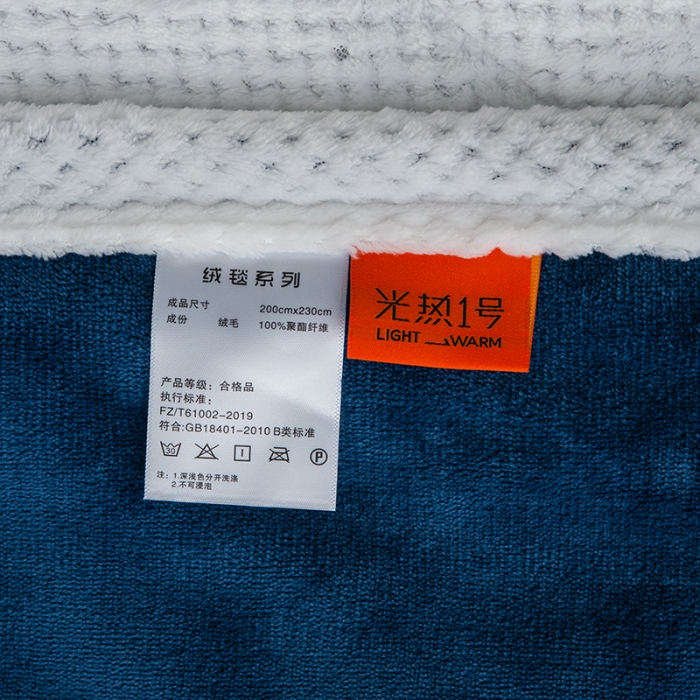 绒毯系列
成品尺寸 200cmx230cm
成份 绒毛 100%聚酯纤维
产品等级：合格品
执行标准：
FZ/T61002-2019
符合:GB18401-2010 B类标准
30 P
注：1.深浅色分开洗涤
2.不可浸泡
光热1号
LIGHT WARM